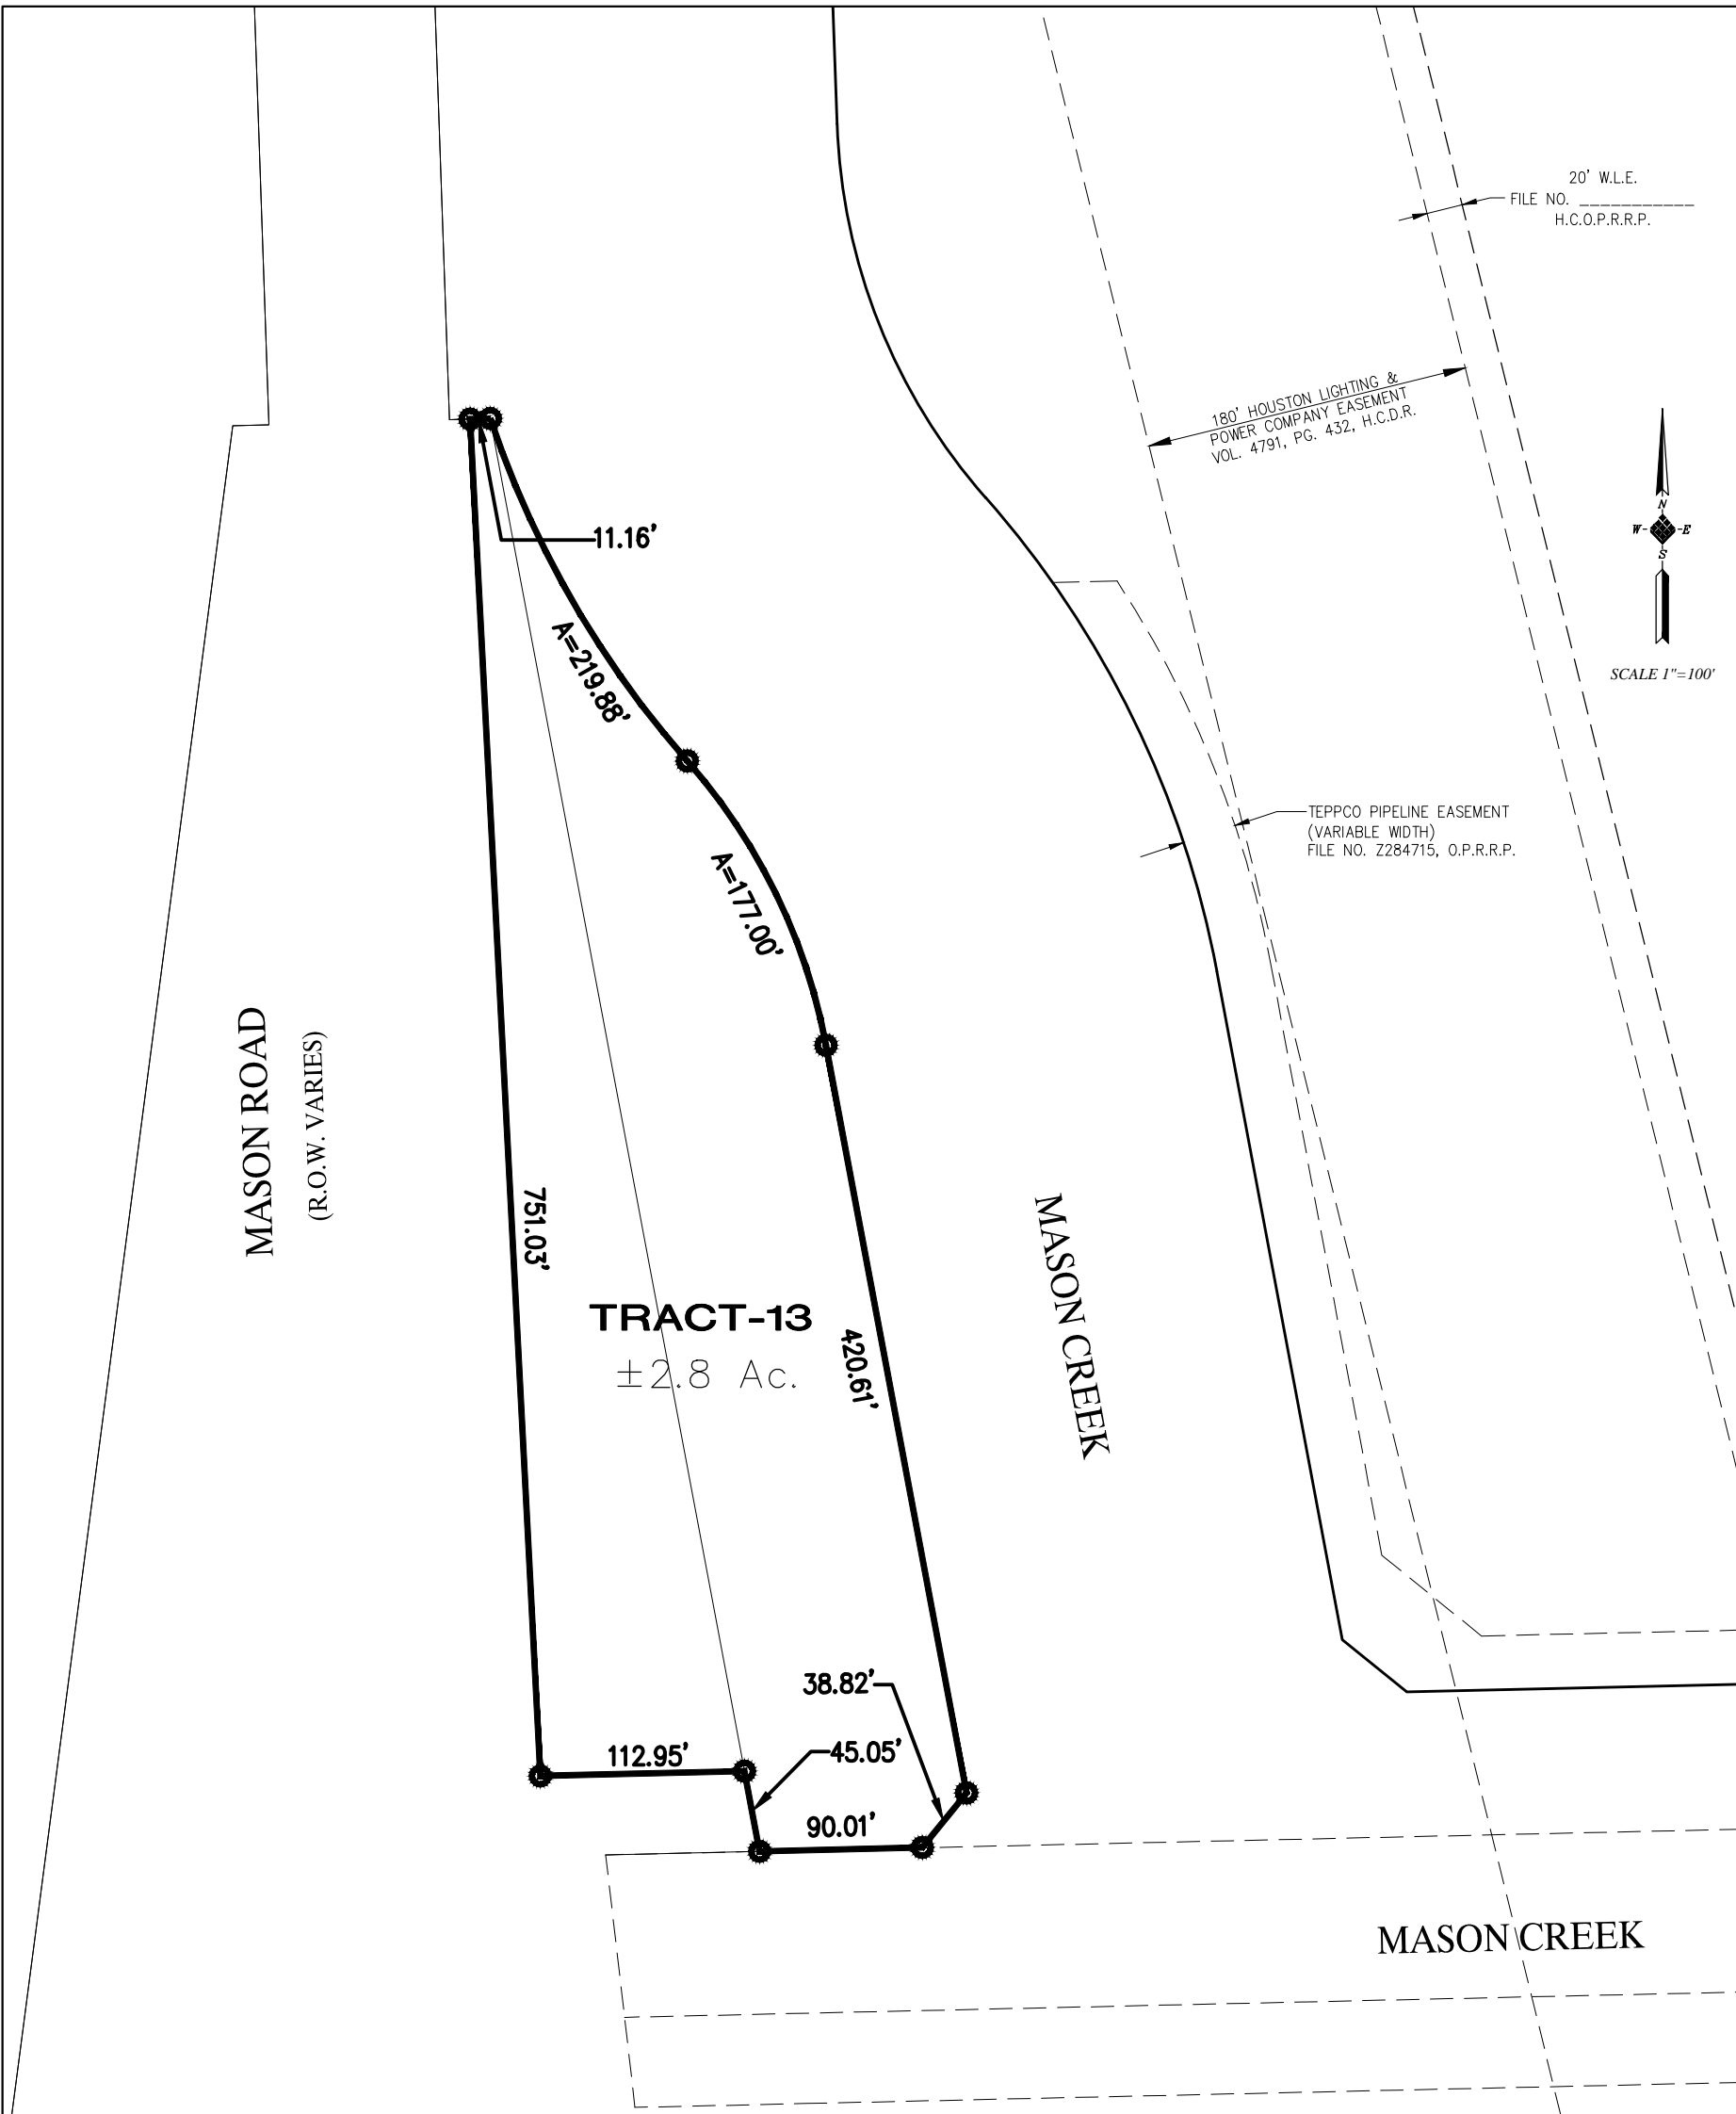 20' W.L.E.
FILE NO. ___________
H.C.O.P.R.R.P.
180' HOUSTON LIGHTING &
POWER COMPANY EASEMENT
VOL. 4791, PG. 432, H.C.D.R.
N
W- -E
S
SCALE 1"=100'
11.16'
A=219.88'
TEPPCO PIPELINE EASEMENT
(VARIABLE WIDTH)
FILE NO. Z284715, O.P.R.R.P.
A=177.00'
MASON ROAD
(R.O.W. VARIES)
751.03'
TRACT-13
±2.8 Ac.
420.61'
MASON CREEK
38.82'
45.05'
112.95'
90.01'
MASON CREEK